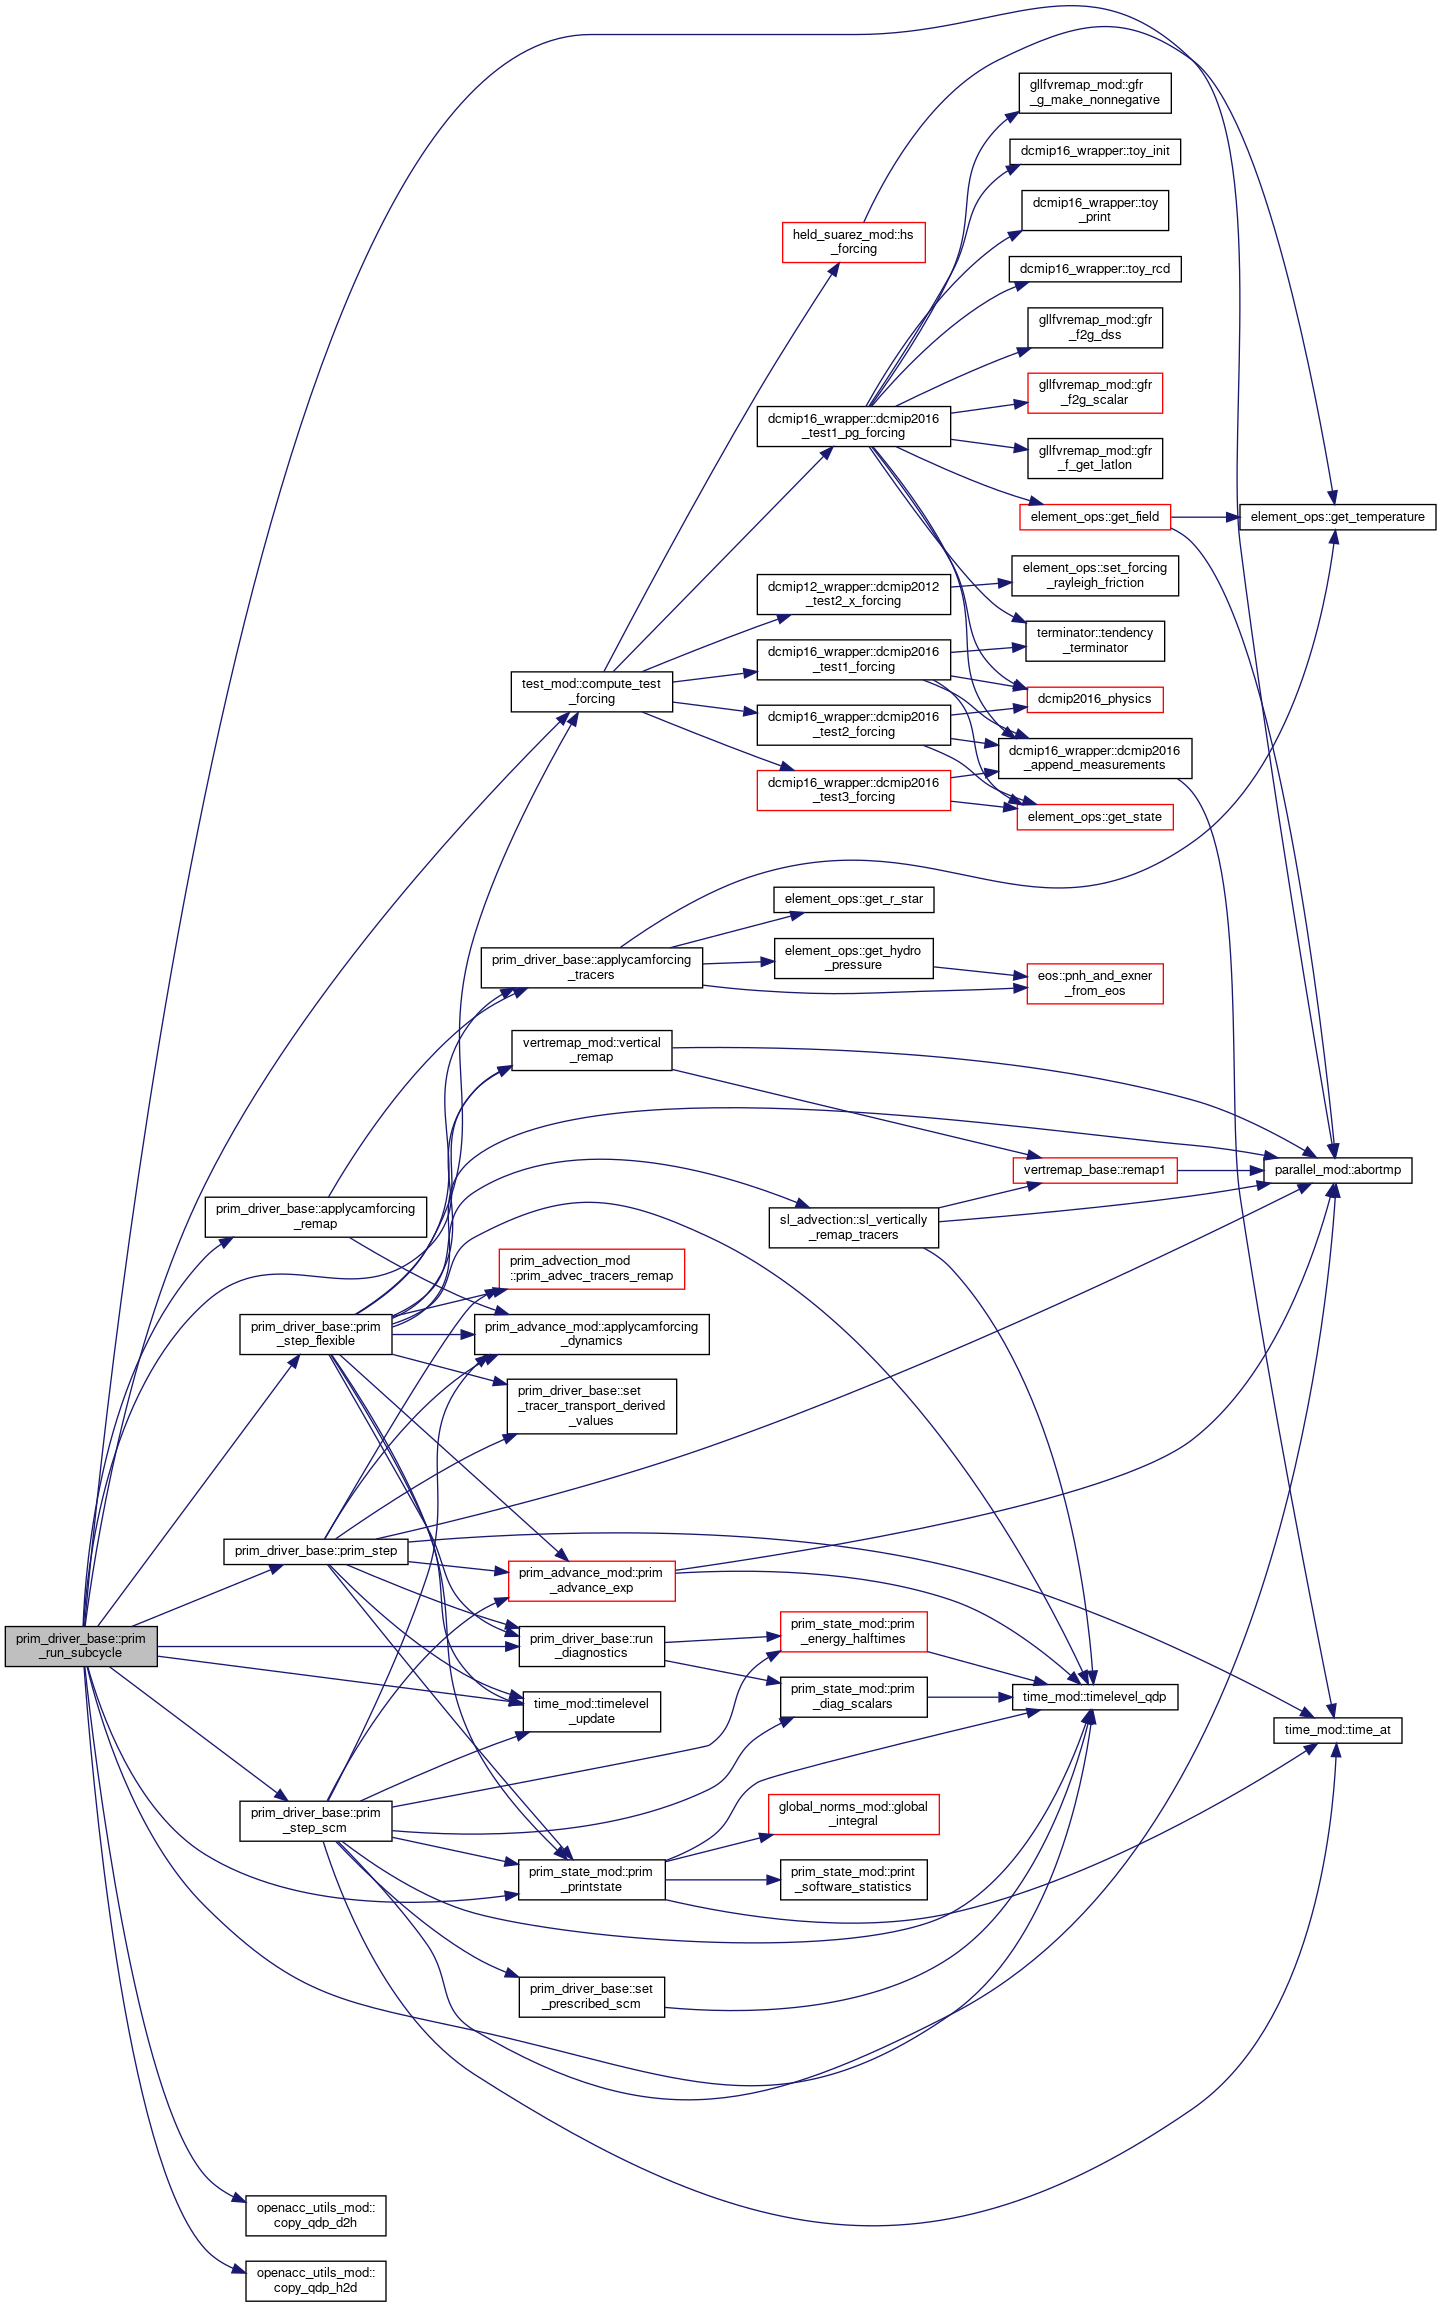 gllfvremap_mod::gfr
_g_make_nonnegative
dcmip16_wrapper::toy_init
dcmip16_wrapper::toy
_print
held_suarez_mod::hs
_forcing
dcmip16_wrapper::toy_rcd
gllfvremap_mod::gfr
_f2g_dss
gllfvremap_mod::gfr
_f2g_scalar
dcmip16_wrapper::dcmip2016
_test1_pg_forcing
gllfvremap_mod::gfr
_f_get_latlon
element_ops::get_field
element_ops::get_temperature
element_ops::set_forcing
_rayleigh_friction
dcmip12_wrapper::dcmip2012
_test2_x_forcing
terminator::tendency
_terminator
dcmip16_wrapper::dcmip2016
_test1_forcing
test_mod::compute_test
_forcing
dcmip2016_physics
dcmip16_wrapper::dcmip2016
_test2_forcing
dcmip16_wrapper::dcmip2016
_append_measurements
dcmip16_wrapper::dcmip2016
_test3_forcing
element_ops::get_state
element_ops::get_r_star
prim_driver_base::applycamforcing
_tracers
element_ops::get_hydro
_pressure
eos::pnh_and_exner
_from_eos
vertremap_mod::vertical
_remap
vertremap_base::remap1
parallel_mod::abortmp
prim_driver_base::applycamforcing
_remap
sl_advection::sl_vertically
_remap_tracers
prim_advection_mod
::prim_advec_tracers_remap
prim_driver_base::prim
_step_flexible
prim_advance_mod::applycamforcing
_dynamics
prim_driver_base::set
_tracer_transport_derived
_values
prim_driver_base::prim_step
prim_advance_mod::prim
_advance_exp
prim_driver_base::prim
_run_subcycle
prim_driver_base::run
_diagnostics
prim_state_mod::prim
_energy_halftimes
time_mod::timelevel
_update
prim_state_mod::prim
_diag_scalars
time_mod::timelevel_qdp
time_mod::time_at
prim_driver_base::prim
_step_scm
global_norms_mod::global
_integral
prim_state_mod::prim
_printstate
prim_state_mod::print
_software_statistics
prim_driver_base::set
_prescribed_scm
openacc_utils_mod::
copy_qdp_d2h
openacc_utils_mod::
copy_qdp_h2d